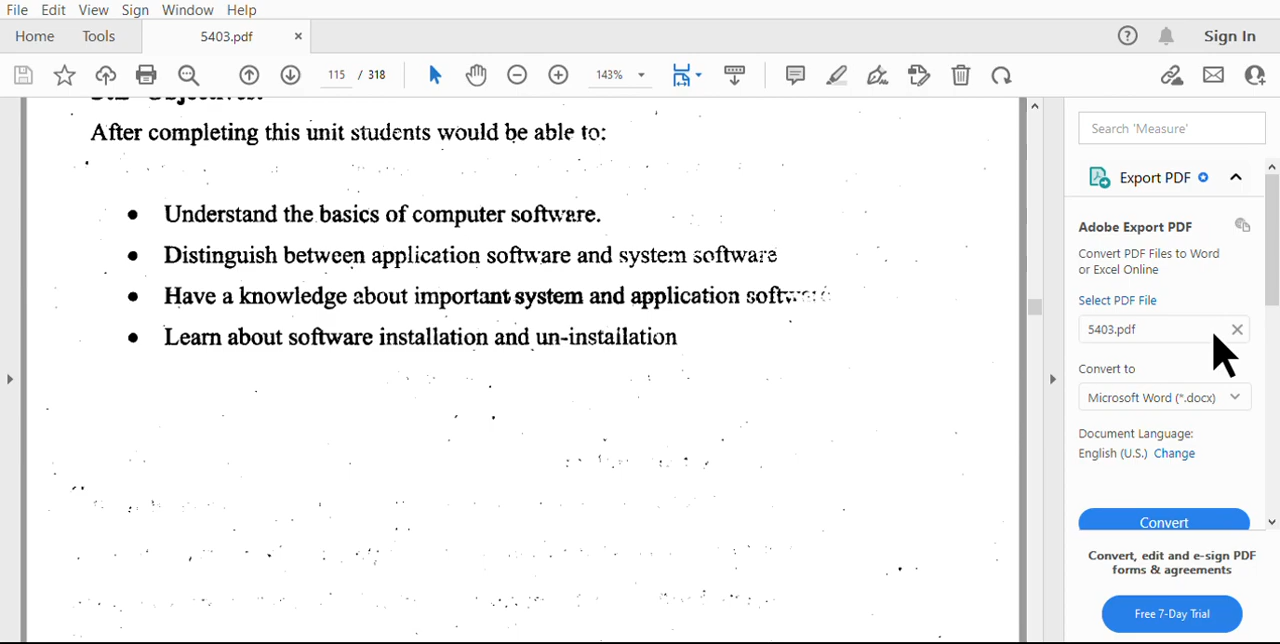 File Edit View Sign Window Help
Home Tools 5403.pdf × Sign In
115 / 318 143%
After completing this unit students would be able to:
• Understand the basics of computer software.
• Distinguish between application software and system software
• Have a knowledge about important system and application software
• Learn about software installation and un-installation
Search 'Measure'
Export PDF
Adobe Export PDF
Convert PDF Files to Word
or Excel Online
Select PDF File
5403.pdf
Convert to
Microsoft Word (*.docx)
Document Language:
English (U.S.) Change
Convert
Convert, edit and e-sign PDF
forms & agreements
Free 7-Day Trial